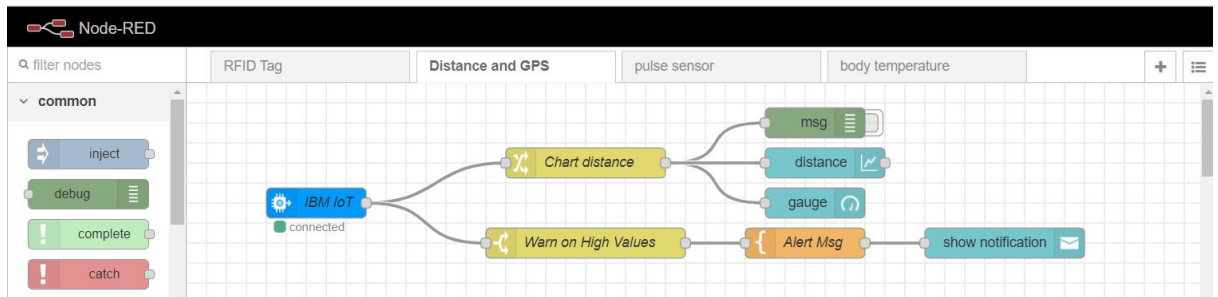 Node-RED
filter nodes
RFID Tag
Distance and GPS
pulse sensor
body temperature
common
inject
debug
complete
catch
msg
Chart distance
distance
IBM IoT
gauge
connected
Warn on High Values
Alert Msg
show notification